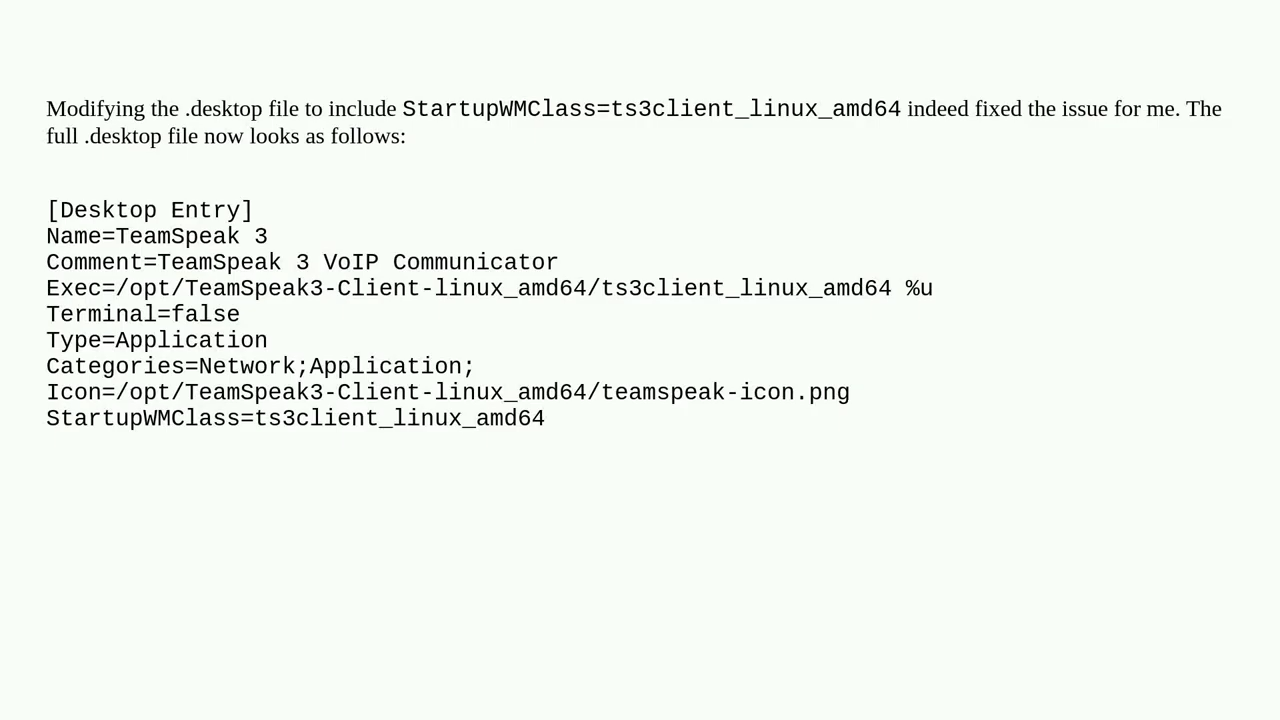 Modifying the .desktop file to include StartupWMClass=ts3client_linux_amd64 indeed fixed the issue for me. The
full .desktop file now looks as follows:
[Desktop Entry]
Name=TeamSpeak 3
Comment=TeamSpeak 3 VoIP Communicator
Exec=/opt/TeamSpeak3-Client-linux_amd64/ts3client_linux_amd64 %u
Terminal=false
Type=Application
Categories=Network;Application;
Icon=/opt/TeamSpeak3-Client-linux_amd64/teamspeak-icon.png
StartupWMClass=ts3client_linux_amd64